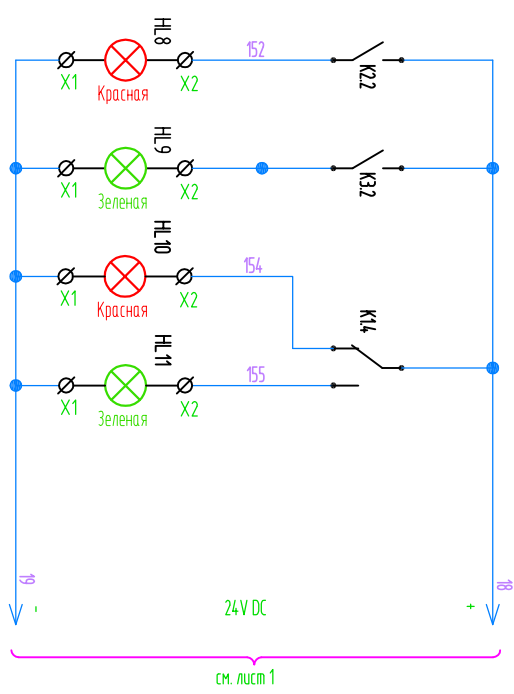 HL8
152
X1
X2
K2.2
Красная
HL9
X1
X2
K3.2
Зеленая
HL10
154
X1
X2
Красная
K1.4
HL11
155
X1
X2
Зеленая
19
18
-
24V DC
+
см. лист 1